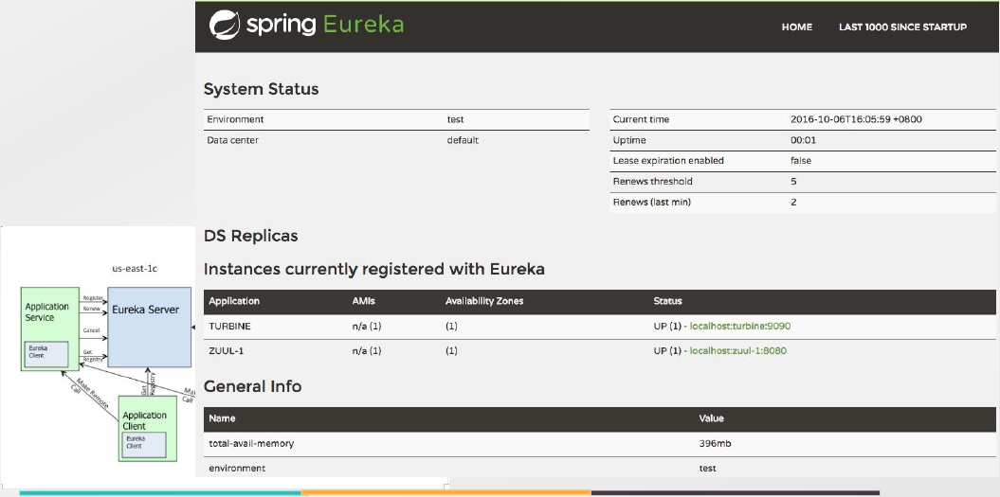 spring Eureka
HOME LAST 1000 SINCE STARTUP
System Status
Environment test
Data center default
Current time 2016-10-06T16:05:59 +0800
Uptime 00:01
Lease expiration enabled false
Renews threshold 5
Renews (last min) 2
DS Replicas
Instances currently registered with Eureka
Application AMIs Availability Zones Status
TURBINE n/a (1) (1) UP (1) - localhost:turbine:9090
ZUUL-1 n/a (1) (1) UP (1) - localhost:zuul-1:8080
General Info
Name Value
total-avail-memory 396mb
environment test
us-east-1c
Application
Service
Eureka
Client
Register
Renew
Cancel
Get
Registry
Eureka Server
Make Remote
Call
Get
Registry
Application
Client
Eureka
Client
Call